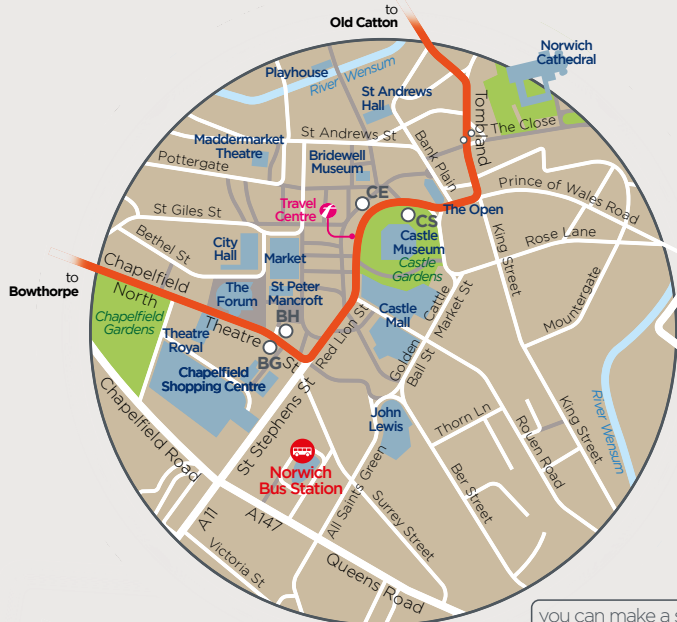 to
Old Catton
Norwich
Cathedral
Playhouse
River Wensum
St Andrews
Hall
Tombland
The Close
St Andrews St
Maddermarket
Theatre
Bank Plain
Bridewell
Museum
Pottergate
Prince of Wales Road
CE
Travel
Centre
St Giles St
CS
The Open
Castle
Museum
Castle
Gardens
King Street
Rose Lane
Bethel St
City
Hall
Market
to
Bowthorpe
Chapelfield
North
The
Forum
St Peter
Mancroft
Mountergate
Chapelfield
Gardens
Cattle
Market St
Castle
Mall
BH
Theatre
St
Red Lion St
Theatre
Royal
BG
Golden
Ball St
Chapelfield
Shopping Centre
Chapelfield Road
St Stephens St
John
Lewis
Thorn Ln
River Wensum
King Street
Rouen Road
Norwich
Bus Station
All Saints Green
Ber Street
Surrey Street
A11
A147
Victoria St
Queens Road
you can make a s